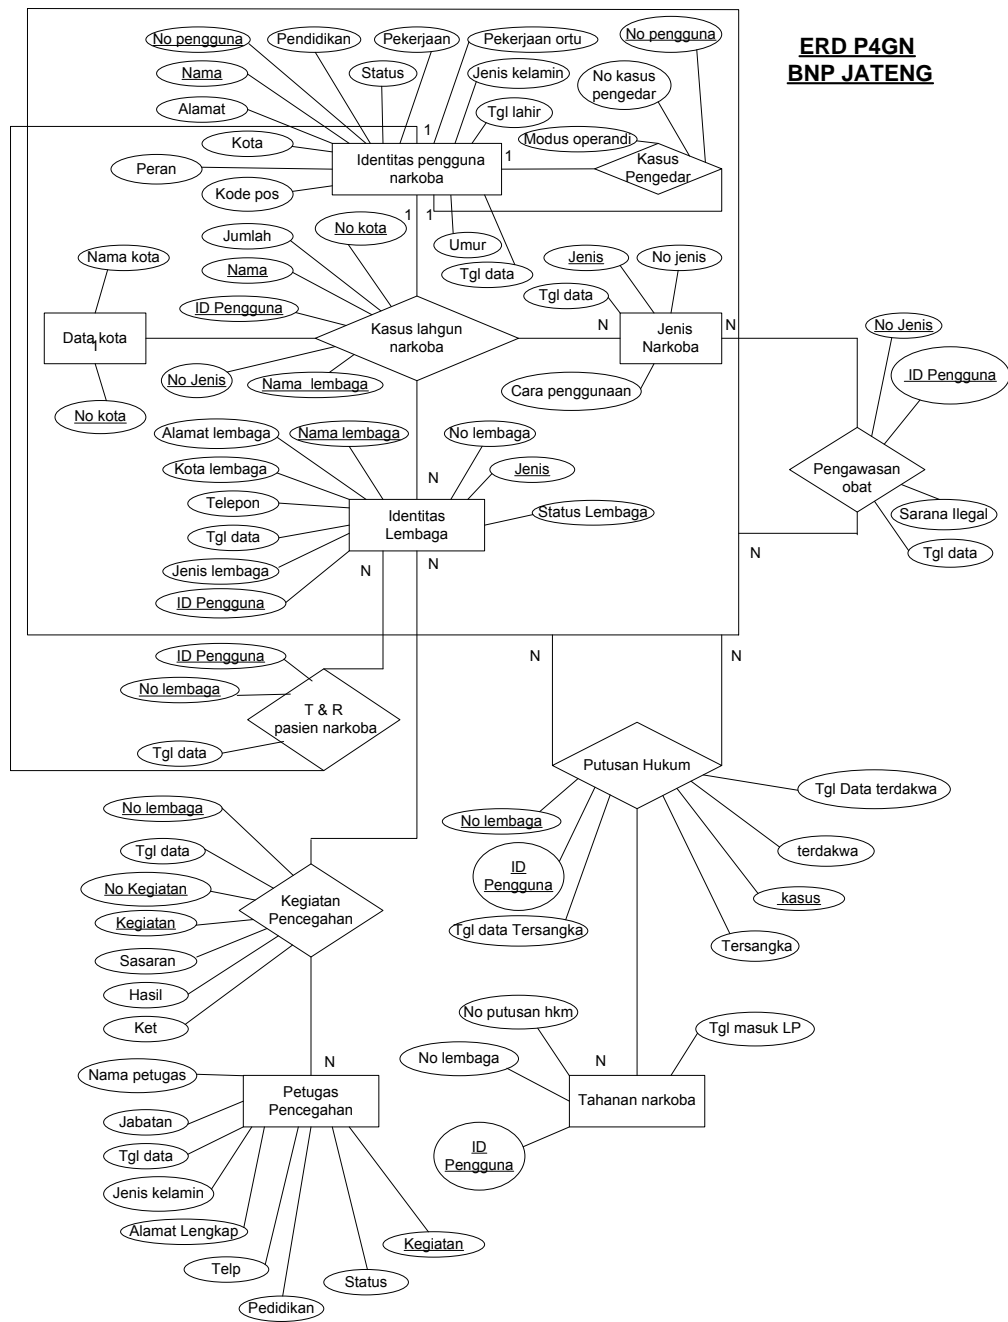 ERD P4GN
BNP JATENG
No pengguna
Pendidikan
Pekerjaan
Pekerjaan ortu
No pengguna
Nama
Status
Jenis kelamin
No kasus
pengedar
Alamat
Tgl lahir
1
Modus operandi
Kota
Identitas pengguna
narkoba
1
Kasus
Pengedar
Peran
Kode pos
1
1
No kota
Umur
Tgl data
Jumlah
Nama
ID Pengguna
Nama kota
Data kota
1
No kota
Kasus lahgun
narkoba
No Jenis
Nama lembaga
Jenis
No jenis
Tgl data
N
Jenis
Narkoba
N
Cara penggunaan
No Jenis
ID Pengguna
Pengawasan
obat
Sarana Ilegal
Tgl data
N
Alamat lembaga
Nama lembaga
No lembaga
Kota lembaga
Jenis
Telepon
N
Identitas
Lembaga
Status Lembaga
Tgl data
Jenis lembaga
N
N
ID Pengguna
ID Pengguna
No lembaga
T & R
pasien narkoba
Tgl data
N
N
Putusan Hukum
Tgl Data terdakwa
No lembaga
terdakwa
ID
Pengguna
kasus
Tgl data Tersangka
Tersangka
No lembaga
Tgl data
No Kegiatan
Kegiatan
Kegiatan
Pencegahan
Sasaran
Hasil
Ket
No putusan hkm
Tgl masuk LP
No lembaga
N
Tahanan narkoba
ID
Pengguna
N
Nama petugas
Petugas
Pencegahan
Jabatan
Tgl data
Jenis kelamin
Alamat Lengkap
Kegiatan
Telp
Status
Pedidikan